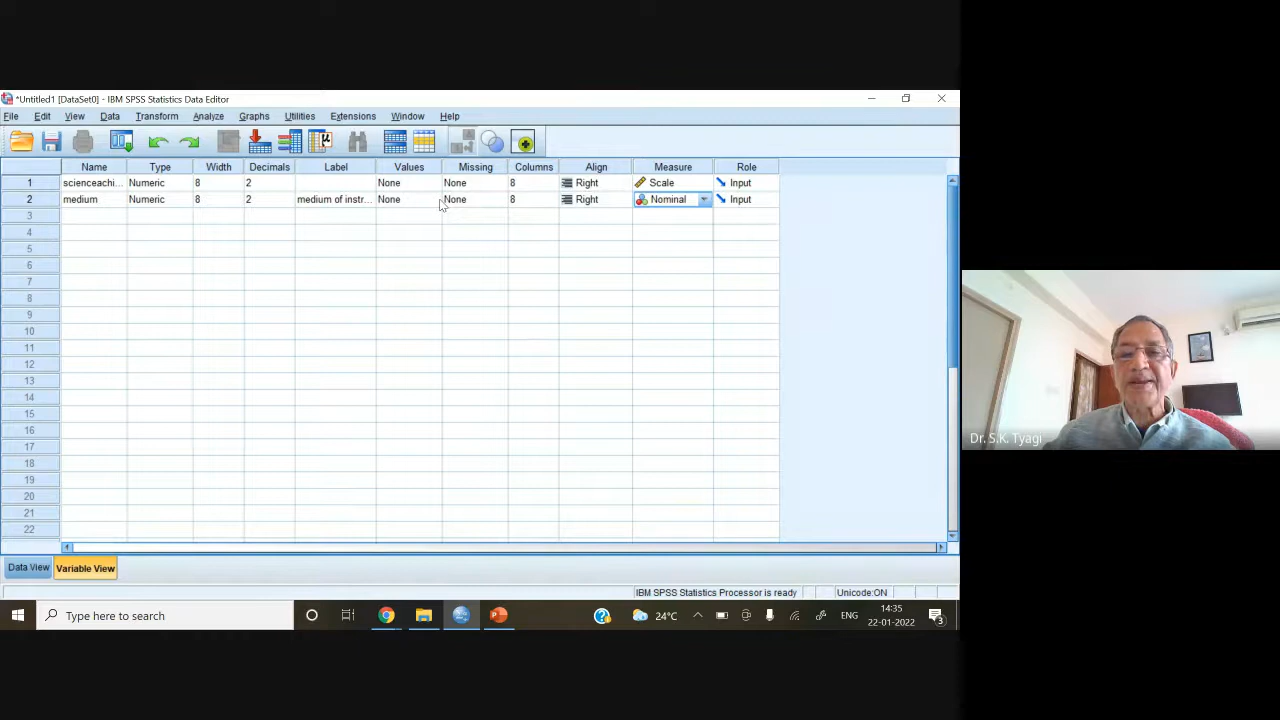 *Untitled1 [DataSet0] - IBM SPSS Statistics Data Editor
File Edit View Data Transform Analyze Graphs Utilities Extensions Window Help
Name Type Width Decimals Label Values Missing Columns Align Measure Role
1 scienceachi... Numeric 8 2 None None 8 Right Scale Input
2 medium Numeric 8 2 medium of instr... None None 8 Right Nominal Input
3
4
5
6
7
8
9
10
11
12
13
14
15
16
17
18
19
20
21
22
Dr. S.K. Tyagi
Data View Variable View
IBM SPSS Statistics Processor is ready Unicode:ON
Type here to search 24°C ENG 14:35
22-01-2022 3